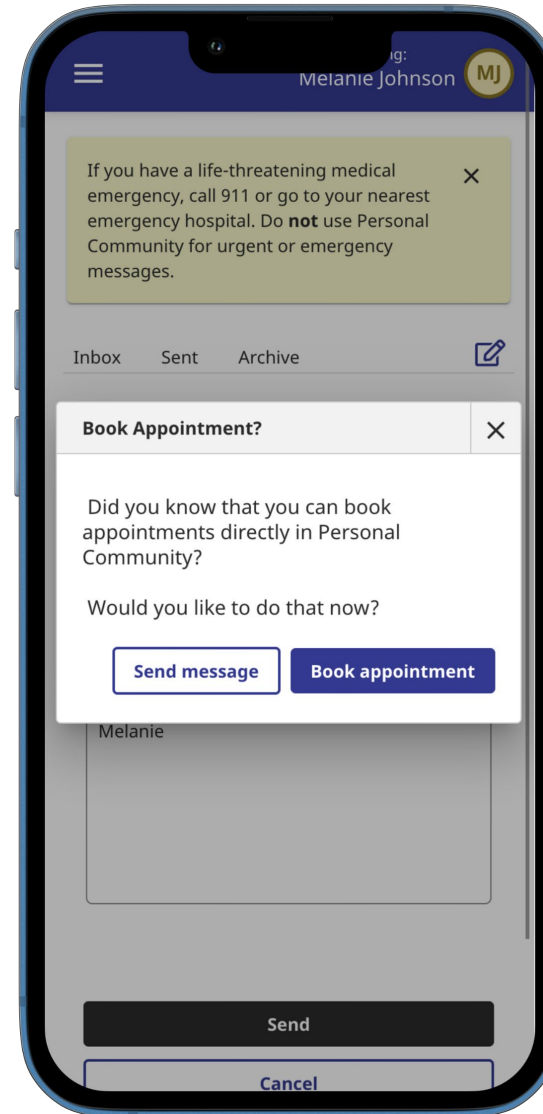 Melanie Johnson
MJ
If you have a life-threatening medical
emergency, call 911 or go to your nearest
emergency hospital. Do not use Personal
Community for urgent or emergency
messages.
Inbox Sent Archive
Book Appointment?
Did you know that you can book
appointments directly in Personal
Community?
Would you like to do that now?
Send message Book appointment
Melanie
Send
Cancel